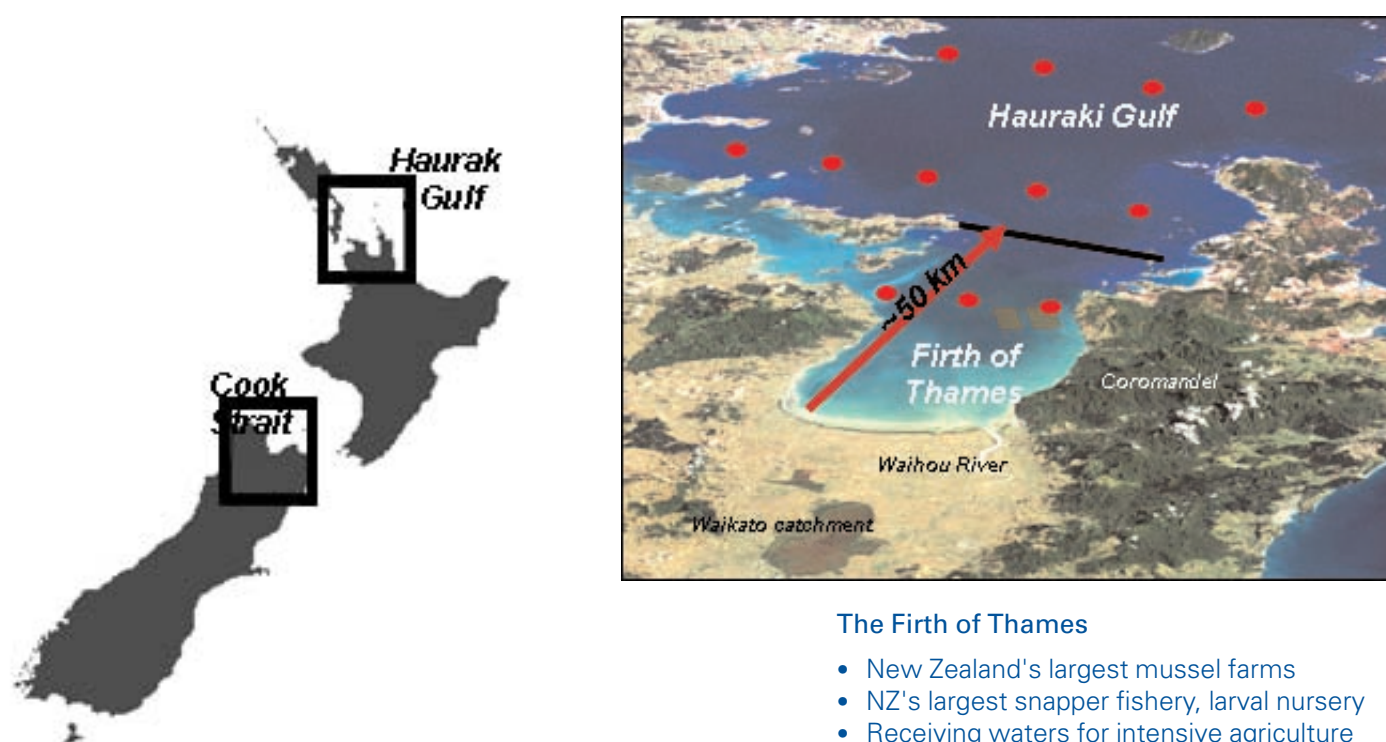 Haurak
Gulf
Cook
Strait
Hauraki Gulf
~50 km
Firth of
Thames
Coromandel
Waihou River
Waikato catchment
The Firth of Thames
• New Zealand's largest mussel farms
• NZ's largest snapper fishery, larval nursery
• Receiving waters for intensive agriculture